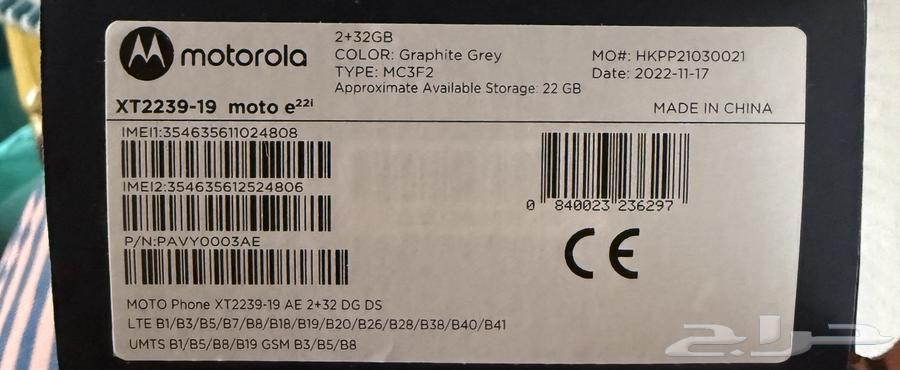 motorola
2+32GB
COLOR: Graphite Grey
TYPE: MC3F2
Approximate Available Storage: 22 GB
MO#: HKPP21030021
Date: 2022-11-17
XT2239-19 moto e22i
MADE IN CHINA
IMEI1:354635611024808
IMEI2:354635612524806
P/N:PAVY0003AE
0 840023 236297
CE
MOTO Phone XT2239-19 AE 2+32 DG DS
LTE B1/B3/B5/B7/B8/B18/B19/B20/B26/B28/B38/B40/B41
UMTS B1/B5/B8/B19 GSM B3/B5/B8
حراج